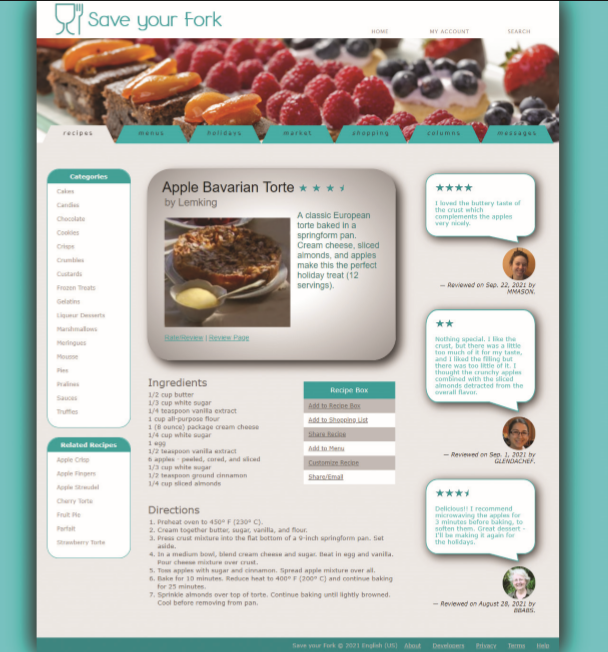 Save your Fork
HOME MY ACCOUNT SEARCH
recipes menus holidays market shopping columns messages
Categories
Cakes
Candies
Chocolate
Cookies
Crisps
Crumbles
Custards
Frozen Treats
Gelatins
Liqueur Desserts
Marshmallows
Meringues
Mousse
Pies
Pralines
Sauces
Truffles
Related Recipes
Apple Crisp
Apple Fingers
Apple Streudel
Cherry Torte
Fruit Pie
Parfait
Strawberry Torte
Apple Bavarian Torte ★ ★ ★
by Lemking
A classic European
torte baked in a
springform pan.
Cream cheese, sliced
almonds, and apples
make this the perfect
holiday treat (12
servings).
Rate/Review | Review Page
Ingredients
1/2 cup butter
1/3 cup white sugar
1/4 teaspoon vanilla extract
1 cup all-purpose flour
1 (8 ounce) package cream cheese
1/4 cup white sugar
1 egg
1/2 teaspoon vanilla extract
6 apples - peeled, cored, and sliced
1/3 cup white sugar
1/2 teaspoon ground cinnamon
1/4 cup sliced almonds
Recipe Box
Add to Recipe Box
Add to Shopping List
Share Recipe
Add to Menu
Customize Recipe
Share/Email
Directions
1. Preheat oven to 450° F (230° C).
2. Cream together butter, sugar, vanilla, and flour.
3. Press crust mixture into the flat bottom of a 9-inch springform pan. Set
aside.
4. In a medium bowl, blend cream cheese and sugar. Beat in egg and vanilla.
Pour cheese mixture over crust.
5. Toss apples with sugar and cinnamon. Spread apple mixture over all.
6. Bake for 10 minutes. Reduce heat to 400° F (200° C) and continue baking
for 25 minutes.
7. Sprinkle almonds over top of torte. Continue baking until lightly browned.
Cool before removing from pan.
★★★★
I loved the buttery taste of
the crust which
complements the apples
very nicely.
— Reviewed on Sep. 22, 2021 by
MMASON.
★★
Nothing special. I like the
crust, but there was a little
too much of it for my taste,
and I liked the filling but
there was too little of it. I
thought the crunchy apples
combined with the sliced
almonds detracted from the
overall flavor.
— Reviewed on Sep. 1, 2021 by
GLENDACHEF.
★★★
Delicious!! I recommend
microwaving the apples for
3 minutes before baking, to
soften them. Great dessert -
I'll be making it again for
the holidays.
— Reviewed on August 28, 2021 by
BBABS.
Save your Fork © 2021 English (US) About Developers Privacy Terms Help